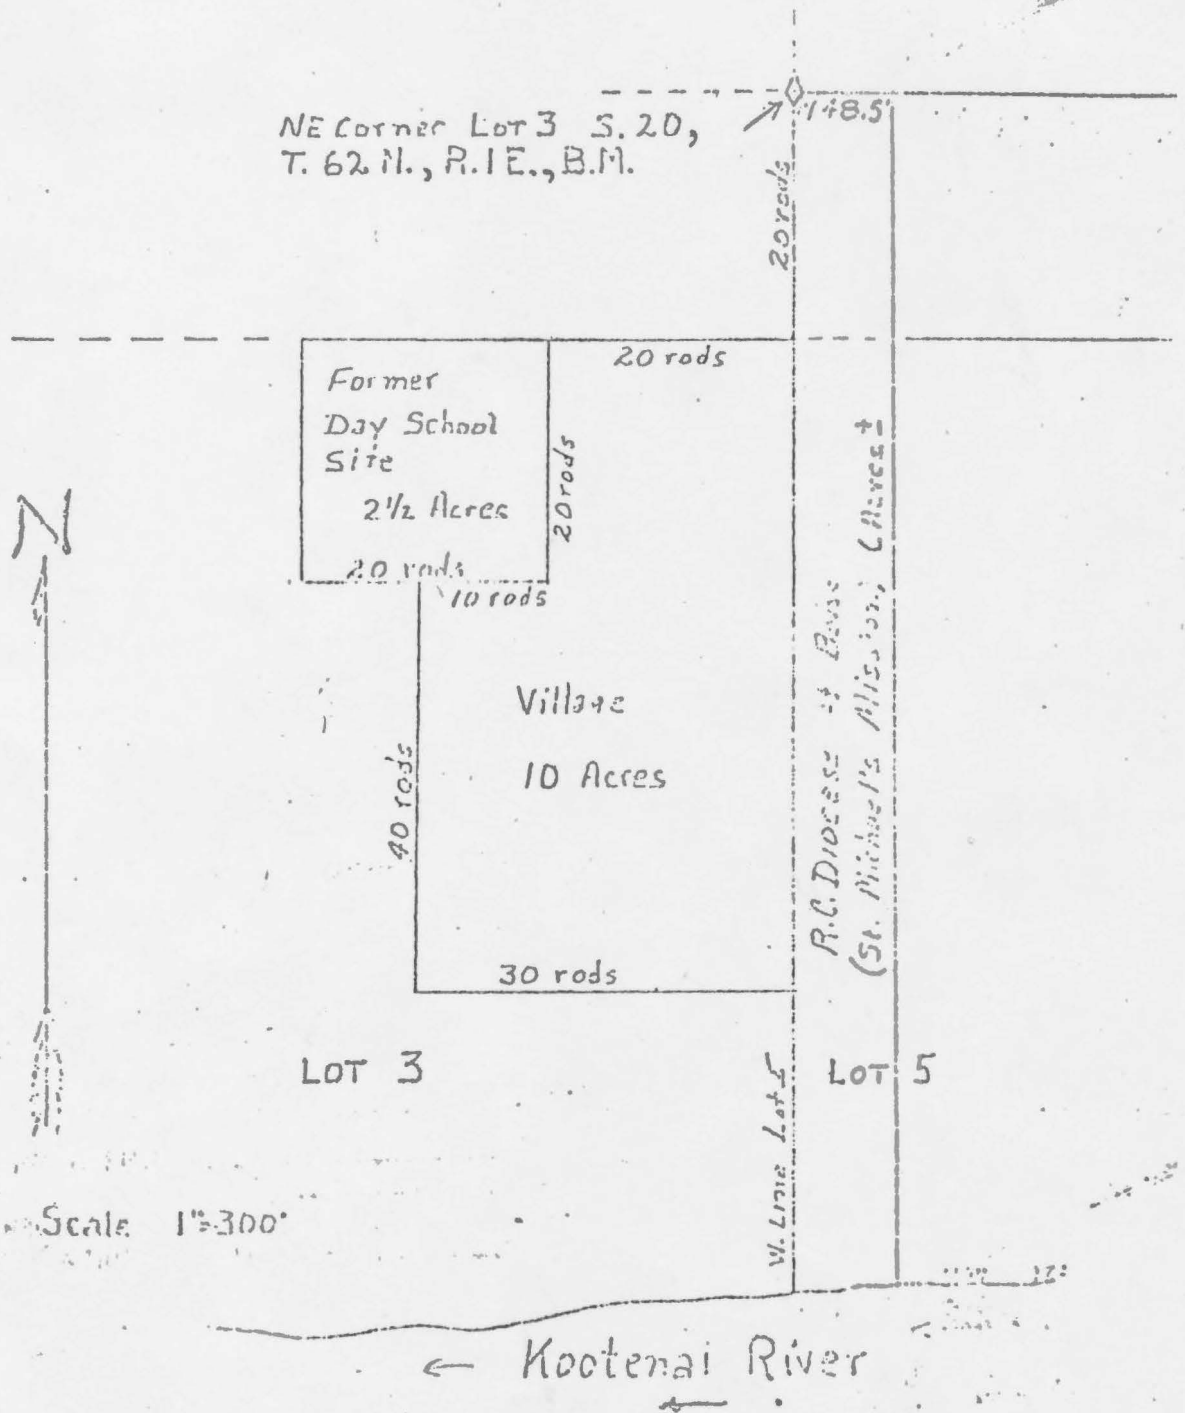 148.5'
NE Corner Lot 3 S. 20,
T. 62 N., R. 1 E., B.M.
20 rods
20 rods
Former
Day School
Site
2 1/2 Acres
20 rods
20 rods
10 rods
N
Village
10 Acres
40 rods
30 rods
R.C. Diocese of Boise
(St. Michael's Mission) Acres ±
LOT 3
LOT 5
W. Line Lot 5
Scale 1"=300'
← Kootenai River
←